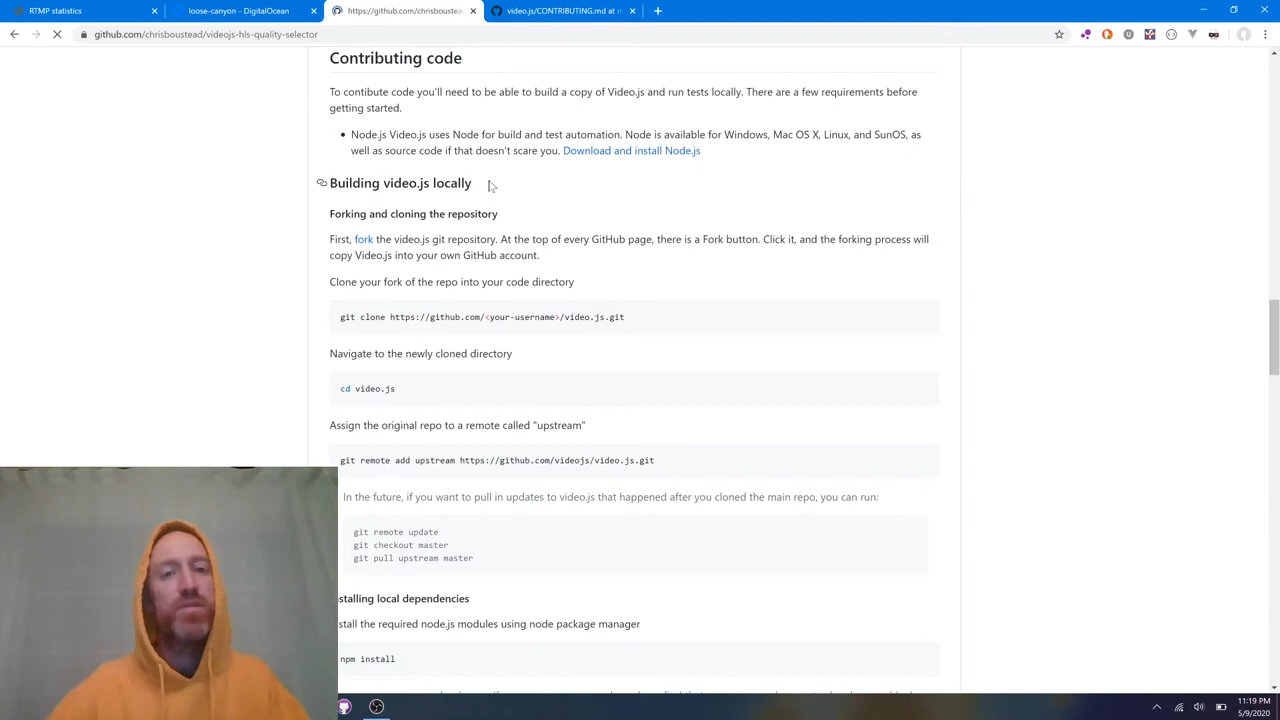 RTMP statistics
loose-canyon - DigitalOcean
https://github.com/chrisboustea
video.js/CONTRIBUTING.md at m
github.com/chrisboustead/videojs-hls-quality-selector
Contributing code
To contibute code you'll need to be able to build a copy of Video.js and run tests locally. There are a few requirements before
getting started.
Node.js Video.js uses Node for build and test automation. Node is available for Windows, Mac OS X, Linux, and SunOS, as
well as source code if that doesn't scare you. Download and install Node.js
Building video.js locally
Forking and cloning the repository
First, fork the video.js git repository. At the top of every GitHub page, there is a Fork button. Click it, and the forking process will
copy Video.js into your own GitHub account.
Clone your fork of the repo into your code directory
git clone https://github.com/<your-username>/video.js.git
Navigate to the newly cloned directory
cd video.js
Assign the original repo to a remote called "upstream"
git remote add upstream https://github.com/videojs/video.js.git
In the future, if you want to pull in updates to video.js that happened after you cloned the main repo, you can run:
git remote update
git checkout master
git pull upstream master
stalling local dependencies
stall the required node.js modules using node package manager
npm install
11:19 PM
5/9/2020